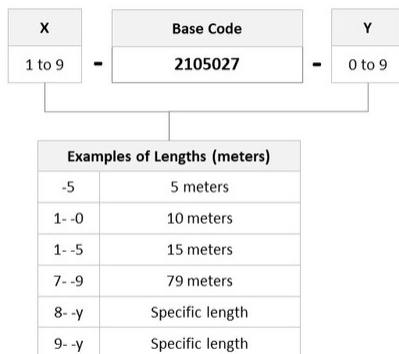 X Base Code Y
1 to 9 - 2105027 - 0 to 9
Examples of Lengths (meters)
-5 5 meters
1- -0 10 meters
1- -5 15 meters
7- -9 79 meters
8- -y Specific length
9- -y Specific length